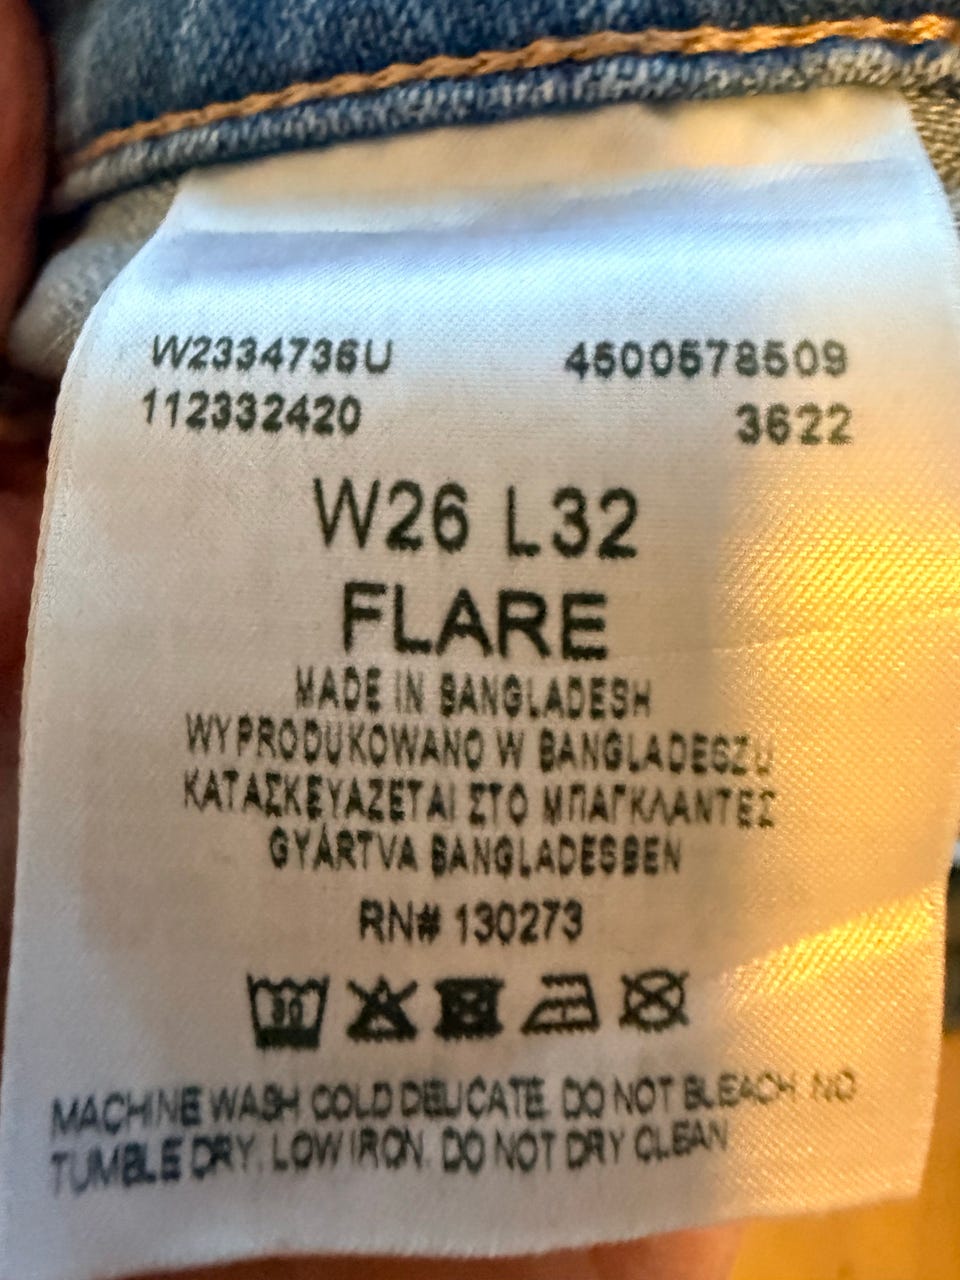 W2334736U 4500578509
112332420 3622
W26 L32
FLARE
MADE IN BANGLADESH
WYPRODUKOWANO W BANGLADESZU
ΚΑΤΑΣΚΕΥΑΖΕΤΑΙ ΣΤΟ ΜΠΑΓΚΛΑΝΤΕΣ
GYÁRTVA BANGLADESBEN
RN# 130273
30
MACHINE WASH COLD DELICATE. DO NOT BLEACH. NO
TUMBLE DRY. LOW IRON. DO NOT DRY CLEAN